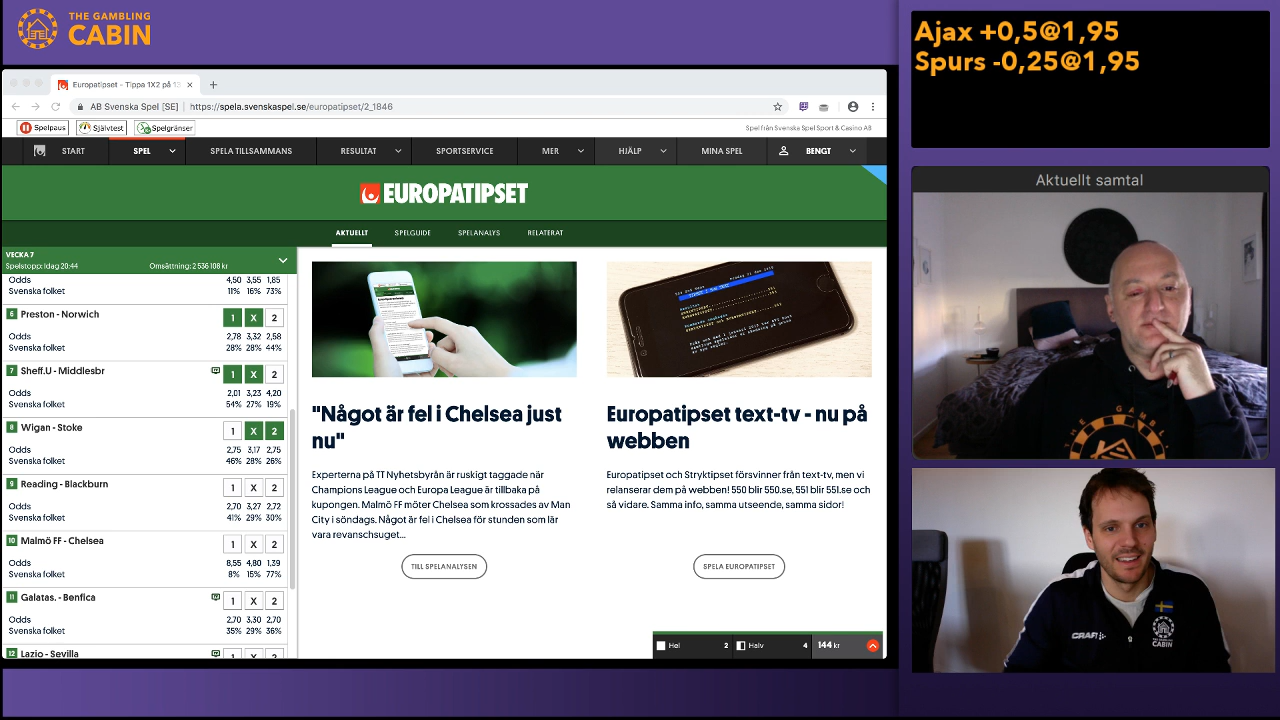 THE GAMBLING
CABIN
Ajax +0,5@1,95
Spurs -0,25@1,95
Europatipset - Tippa 1X2 på 13
AB Svenska Spel [SE] | https://spela.svenskaspel.se/europatipset/2_1846
Spelpaus
Självtest
Spelgränser
Spel från Svenska Spel Sport & Casino AB
START
SPEL
SPELA TILLSAMMANS
RESULTAT
SPORTSERVICE
MER
HJÄLP
MINA SPEL
BENGT
EUROPATIPSET
AKTUELLT
SPELGUIDE
SPELANALYS
RELATERAT
VECKA 7
Spelstopp: Idag 20:44 Omsättning: 2 536 108 kr
Odds 4,50 3,55 1,85
Svenska folket 11% 16% 73%
6 Preston - Norwich 1 X 2
Odds 2,78 3,32 2,58
Svenska folket 28% 28% 44%
7 Sheff.U - Middlesbr 1 X 2
Odds 2,01 3,23 4,20
Svenska folket 54% 27% 19%
8 Wigan - Stoke 1 X 2
Odds 2,75 3,17 2,75
Svenska folket 46% 28% 26%
9 Reading - Blackburn 1 X 2
Odds 2,70 3,27 2,72
Svenska folket 41% 29% 30%
10 Malmö FF - Chelsea 1 X 2
Odds 8,55 4,80 1,39
Svenska folket 8% 15% 77%
11 Galatas. - Benfica 1 X 2
Odds 2,70 3,30 2,70
Svenska folket 35% 29% 36%
12 Lazio - Sevilla 1 X 2
"Något är fel i Chelsea just
nu"
Experterna på TT Nyhetsbyrån är ruskigt taggade när
Champions League och Europa League är tillbaka på
kupongen. Malmö FF möter Chelsea som krossades av Man
City i söndags. Något är fel i Chelsea för stunden som lär
vara revanschsuget...
TILL SPELANALYSEN
Europatipset text-tv - nu på
webben
Europatipset och Stryktipset försvinner från text-tv, men vi
relanserar dem på webben! 550 blir 550.se, 551 blir 551.se och
så vidare. Samma info, samma utseende, samma sidor!
SPELA EUROPATIPSET
Hel 2
Halv 4
144 kr
Aktuellt samtal
THE GAMB
CRAFT
THE GAMBLING
CABIN